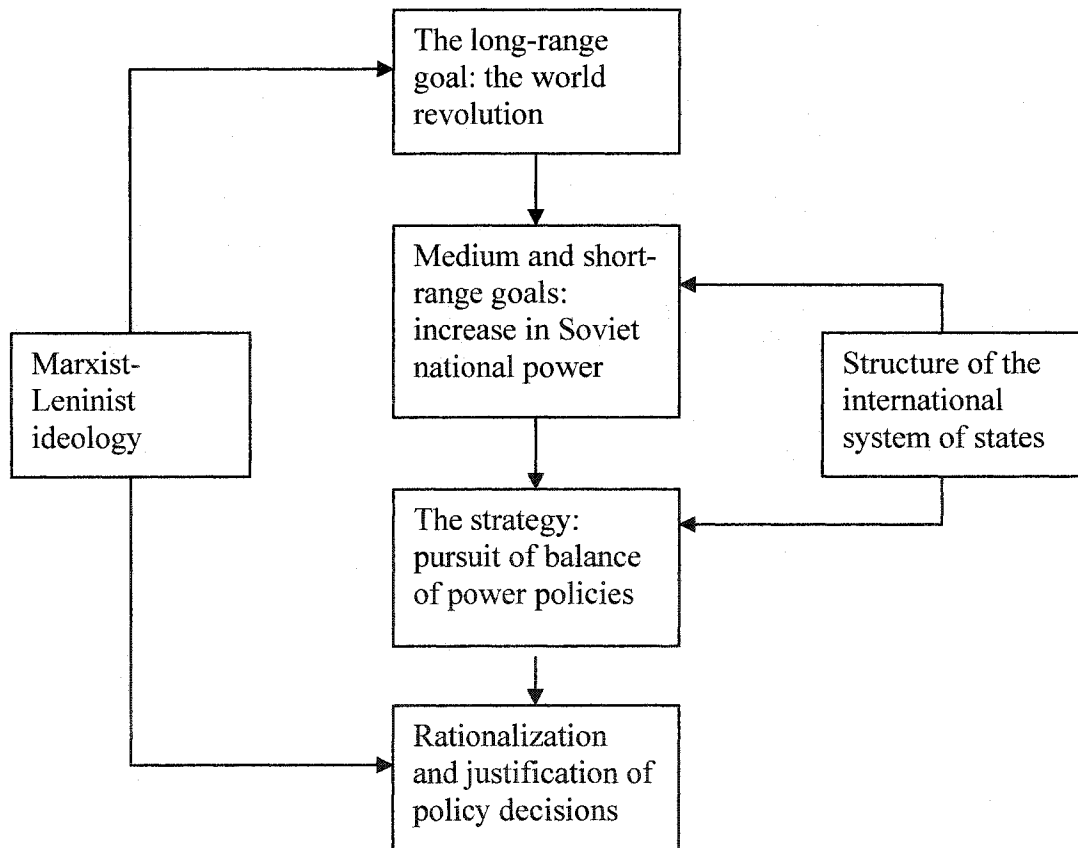 The long-range
goal: the world
revolution
Medium and short-
range goals:
increase in Soviet
national power
Marxist-
Leninist
ideology
Structure of the
international
system of states
The strategy:
pursuit of balance
of power policies
Rationalization
and justification of
policy decisions